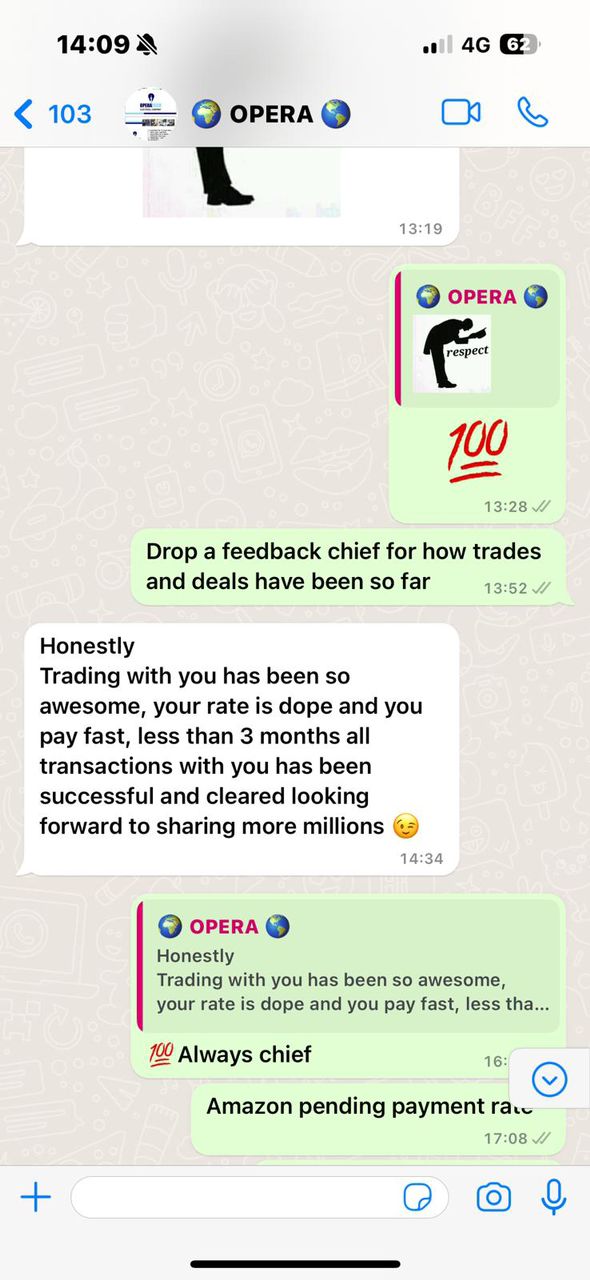 14:09
4G 62
103
🌍 OPERA 🌎
13:19
🌍 OPERA 🌎
respect
💯
13:28
Drop a feedback chief for how trades
and deals have been so far
13:52
Honestly
Trading with you has been so
awesome, your rate is dope and you
pay fast, less than 3 months all
transactions with you has been
successful and cleared looking
forward to sharing more millions 😉
14:34
🌍 OPERA 🌎
Honestly
Trading with you has been so awesome,
your rate is dope and you pay fast, less tha...
💯 Always chief
16:
Amazon pending payment rate
17:08